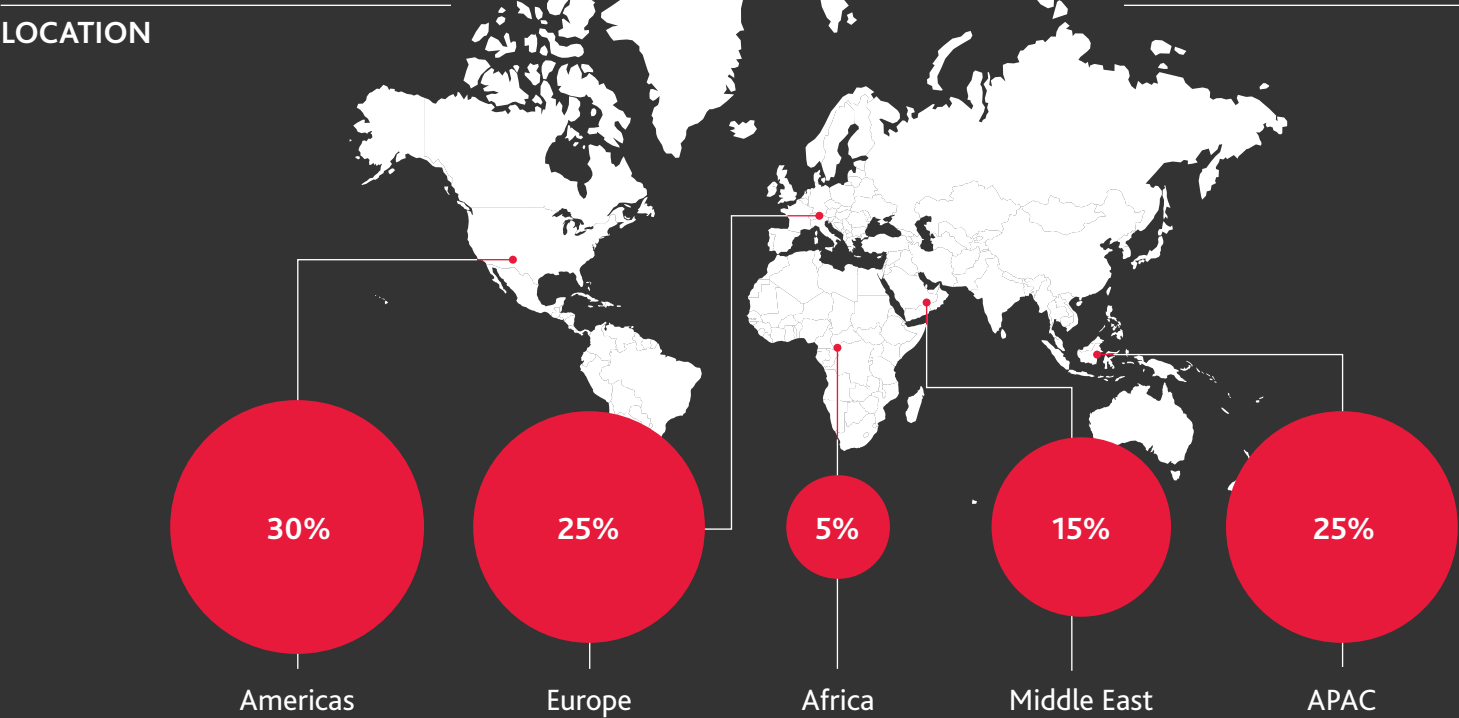 LOCATION
30%
25%
5%
15%
25%
Americas
Europe
Africa
Middle East
APAC